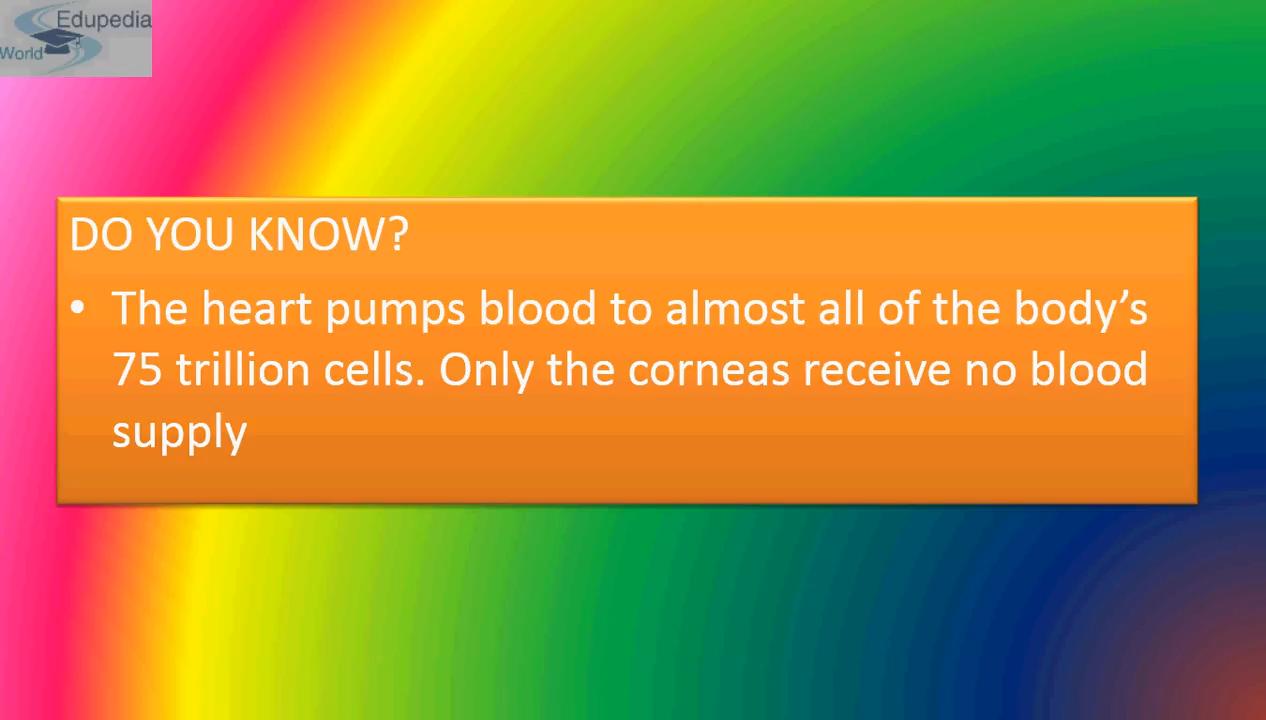 Edupedia
World
DO YOU KNOW?
• The heart pumps blood to almost all of the body’s
75 trillion cells. Only the corneas receive no blood
supply